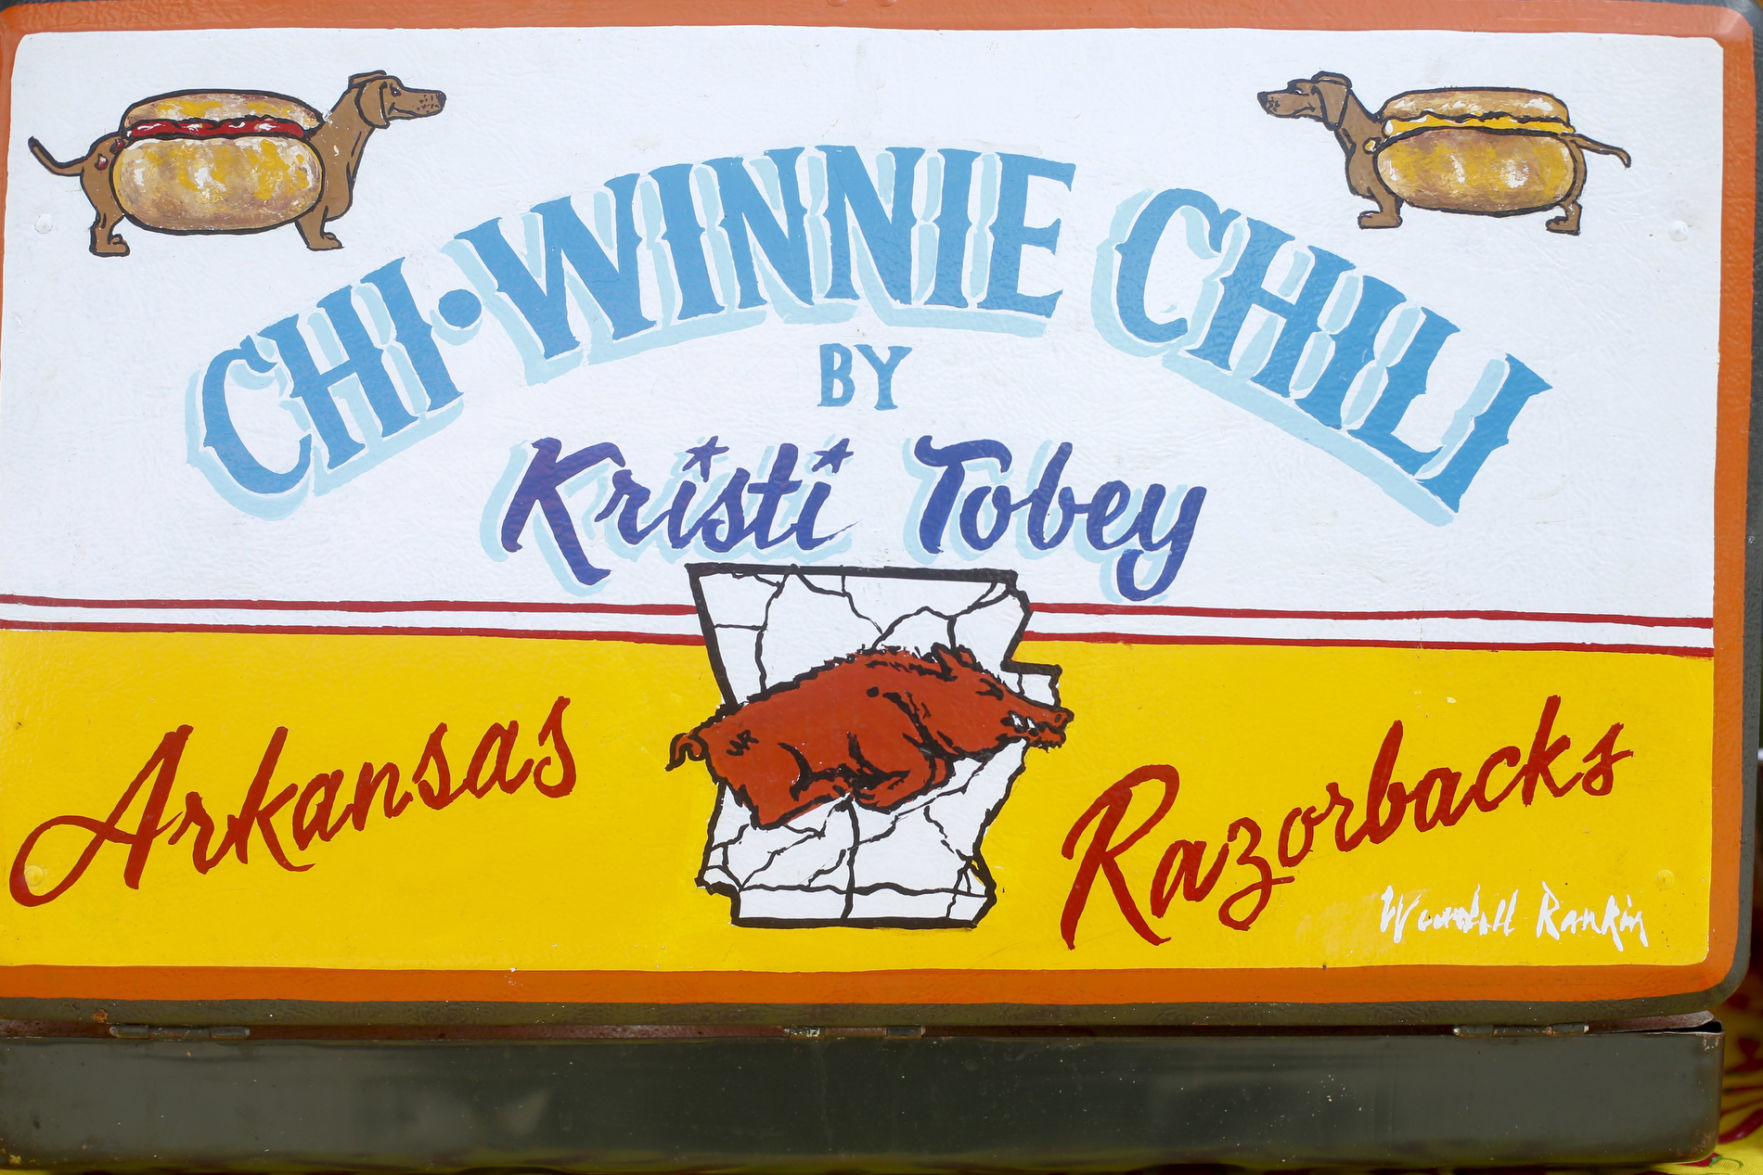 CHI·WINNIE CHILI
BY
Kristi Tobey
Arkansas Razorbacks
Wendell Rankin